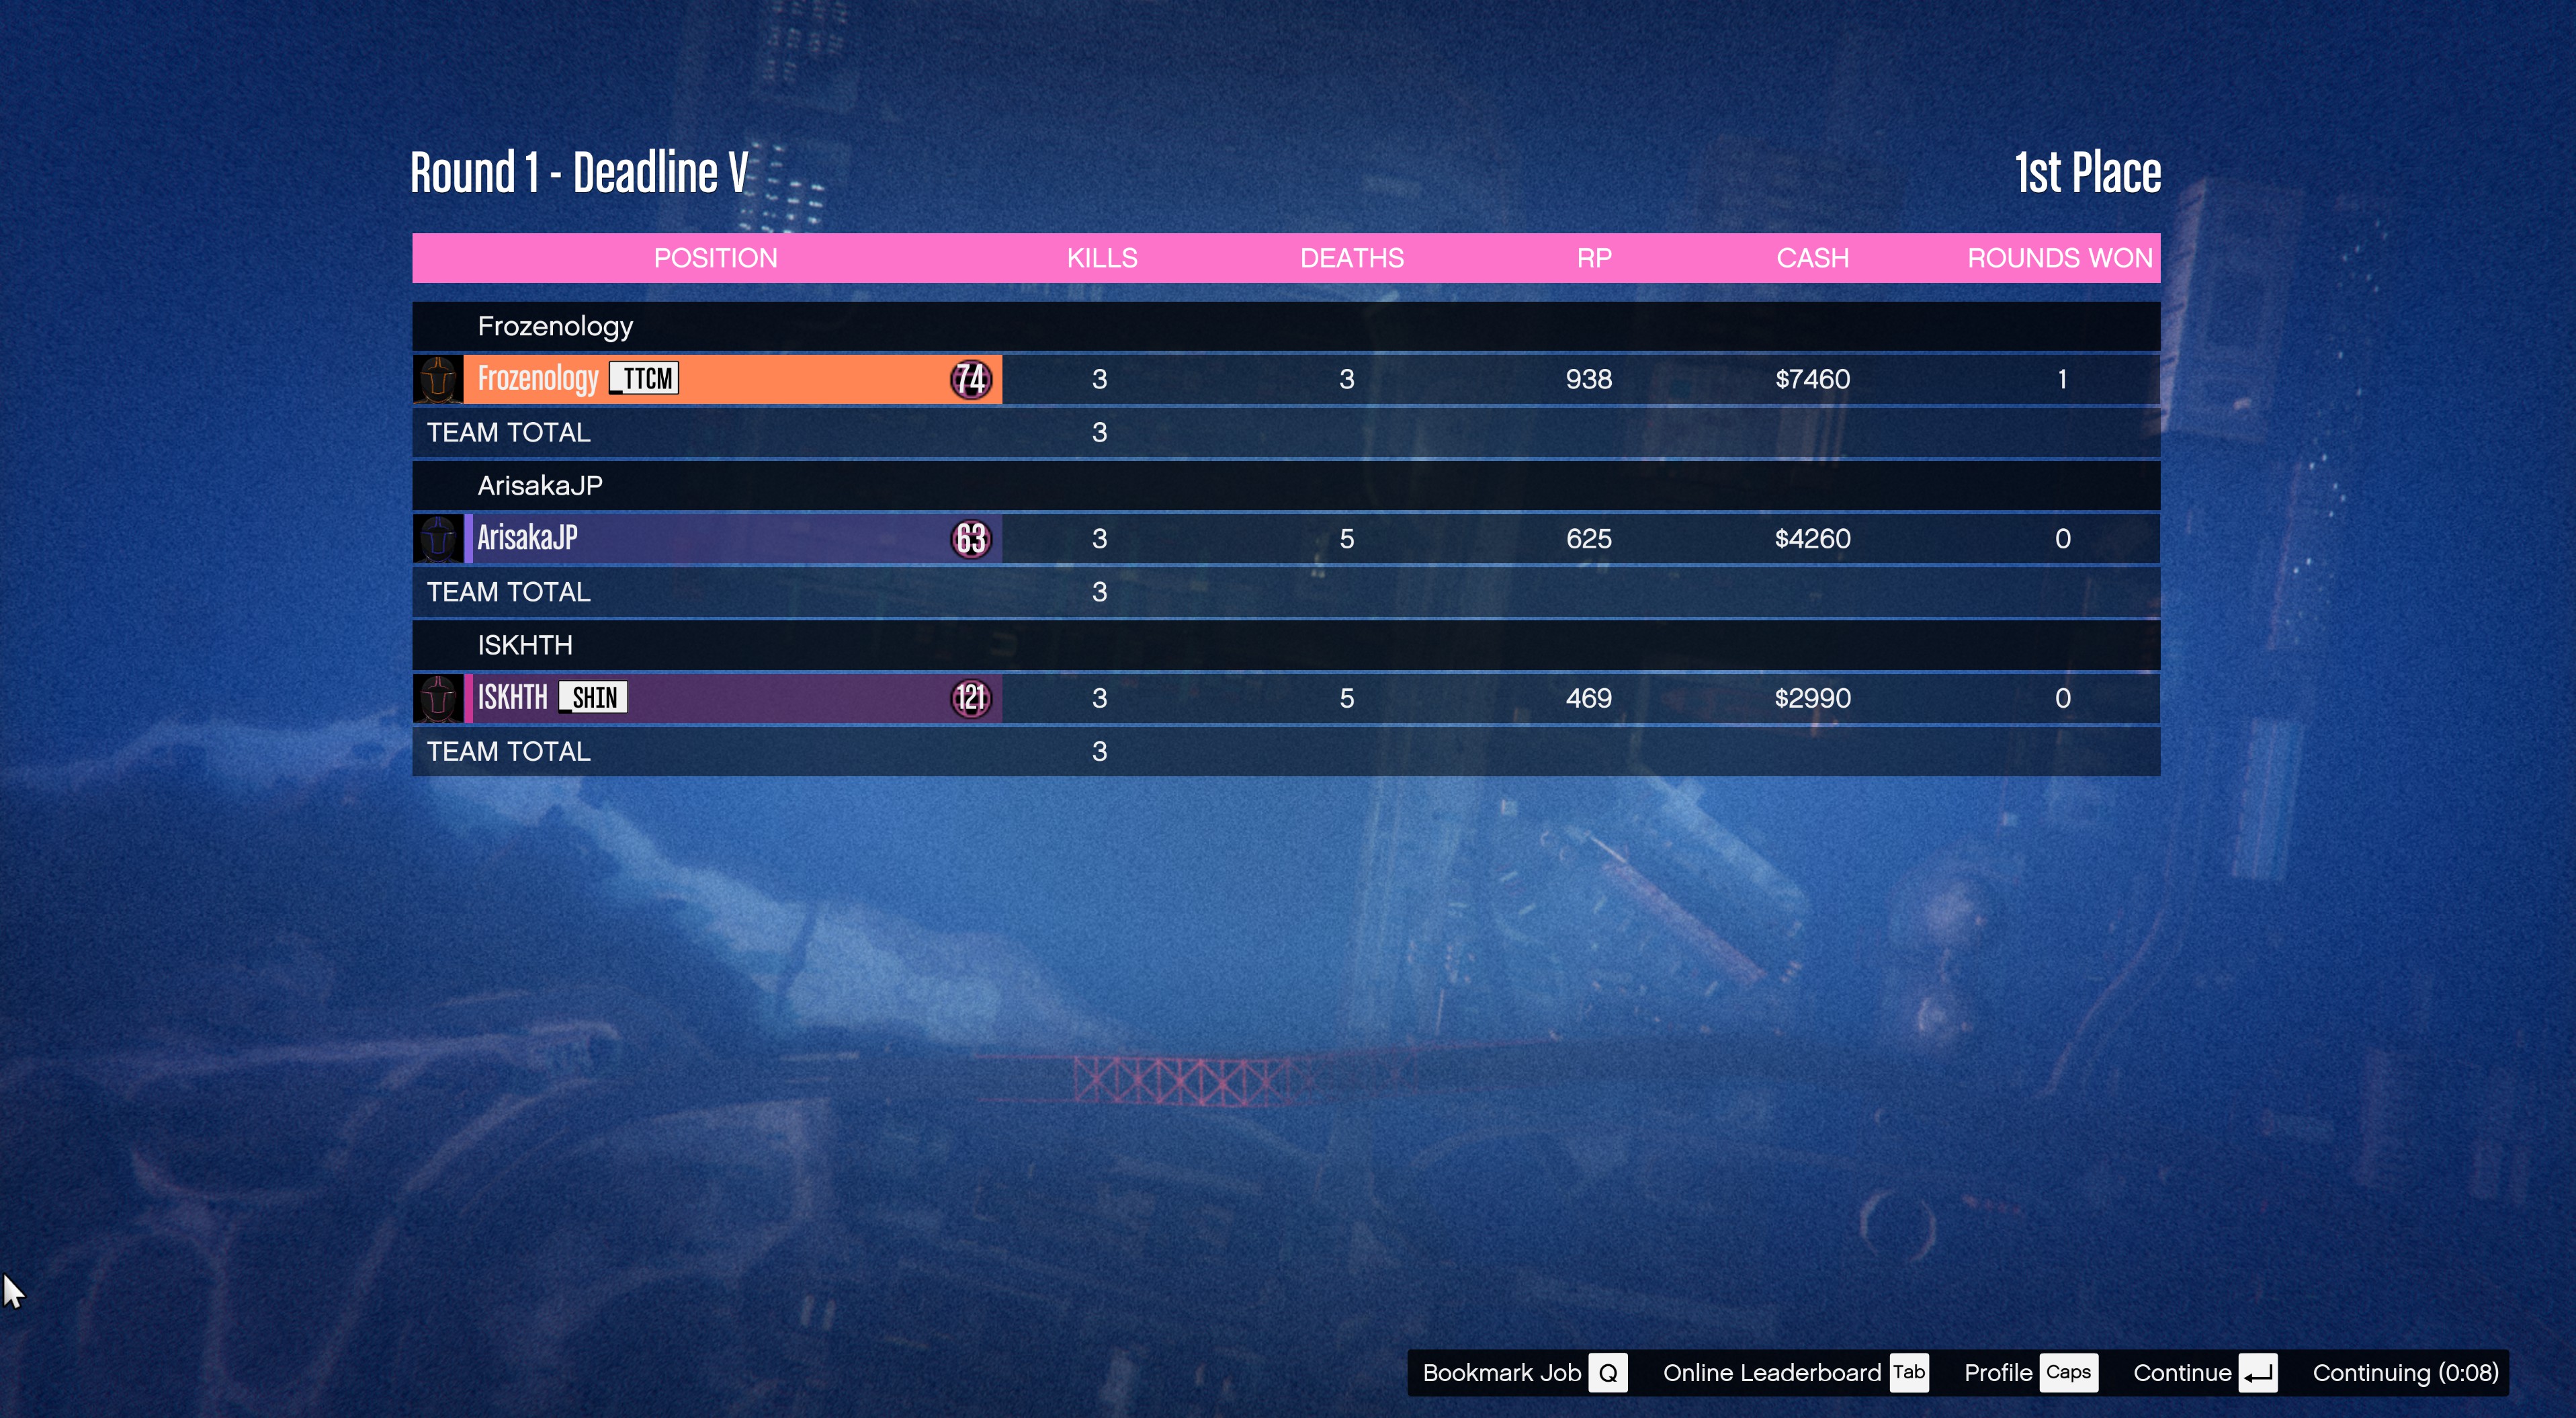 Round 1 - Deadline V 1st Place
POSITION KILLS DEATHS RP CASH ROUNDS WON
Frozenology
Frozenology _TTCM 74 3 3 938 $7460 1
TEAM TOTAL 3
ArisakaJP
ArisakaJP 63 3 5 625 $4260 0
TEAM TOTAL 3
ISKHTH
ISKHTH _SHIN 121 3 5 469 $2990 0
TEAM TOTAL 3
Bookmark Job Q Online Leaderboard Tab Profile Caps Continue Continuing (0:08)